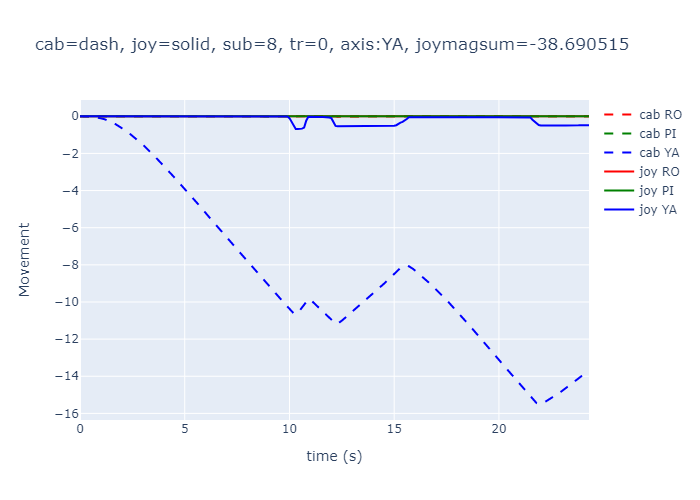 cab=dash, joy=solid, sub=8, tr=0, axis:YA, joymagsum=-38.690515
0
−2
−4
−6
−8
−10
−12
−14
−16
Movement
0
5
10
15
20
time (s)
cab RO
cab PI
cab YA
joy RO
joy PI
joy YA